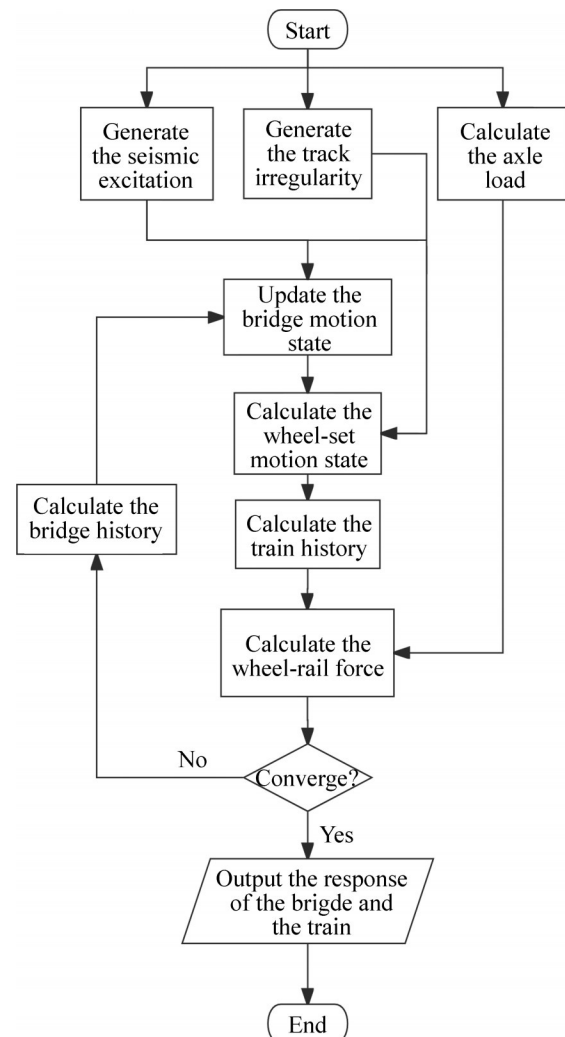 Start
Generate
the seismic
excitation
Generate
the track
irregularity
Calculate
the axle
load
Update the
bridge motion
state
Calculate the
wheel-set
motion state
Calculate the
bridge history
Calculate the
train history
Calculate the
wheel-rail force
No
Converge?
Yes
Output the response
of the brigde and
the train
End